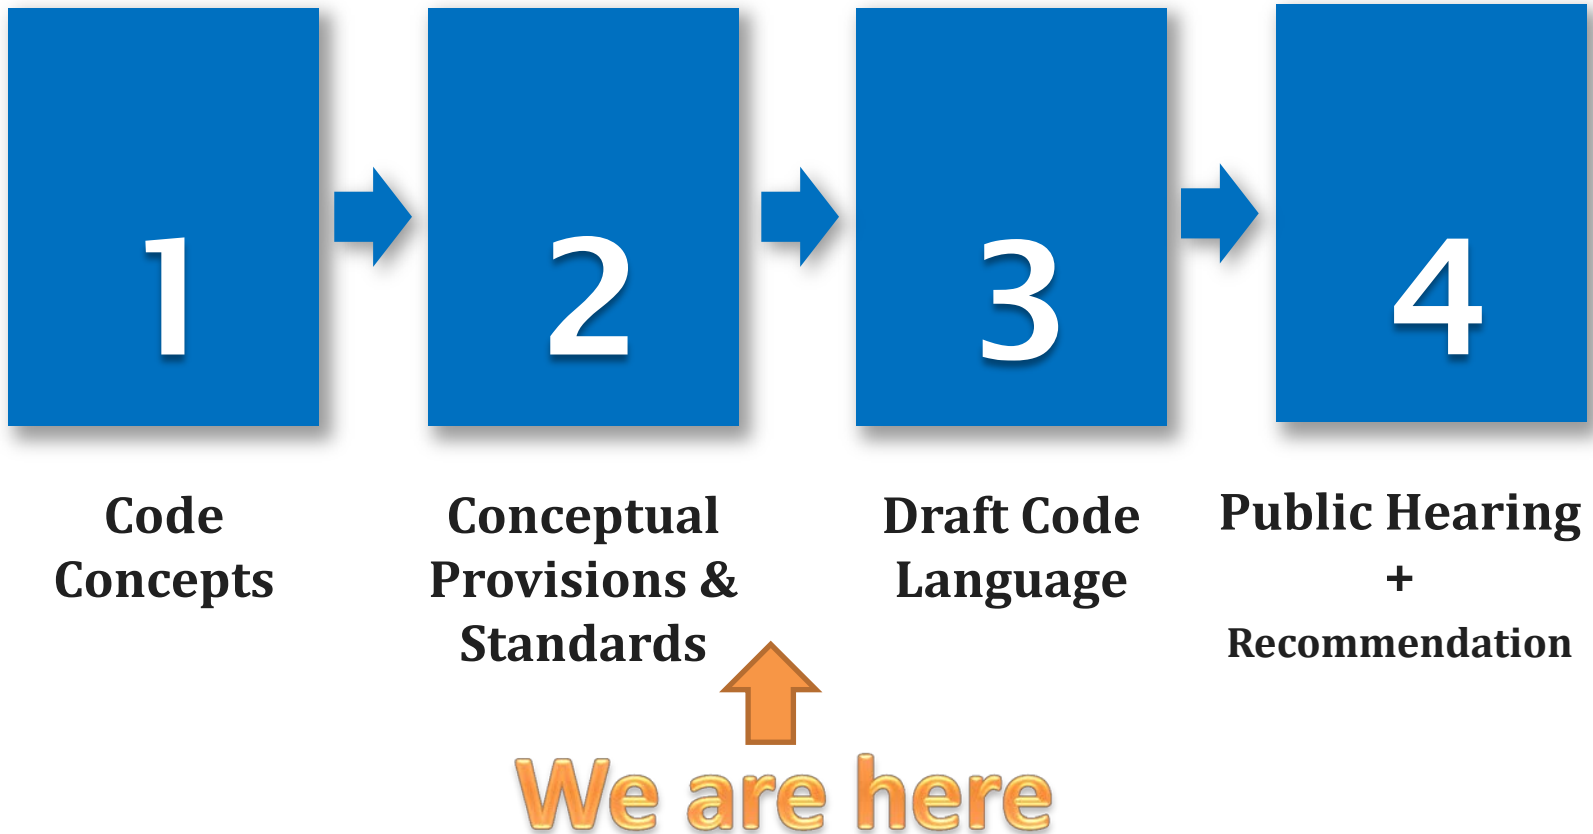 1
2
3
4
Code
Concepts
Conceptual
Provisions &
Standards
Draft Code
Language
Public Hearing
+
Recommendation
We are here